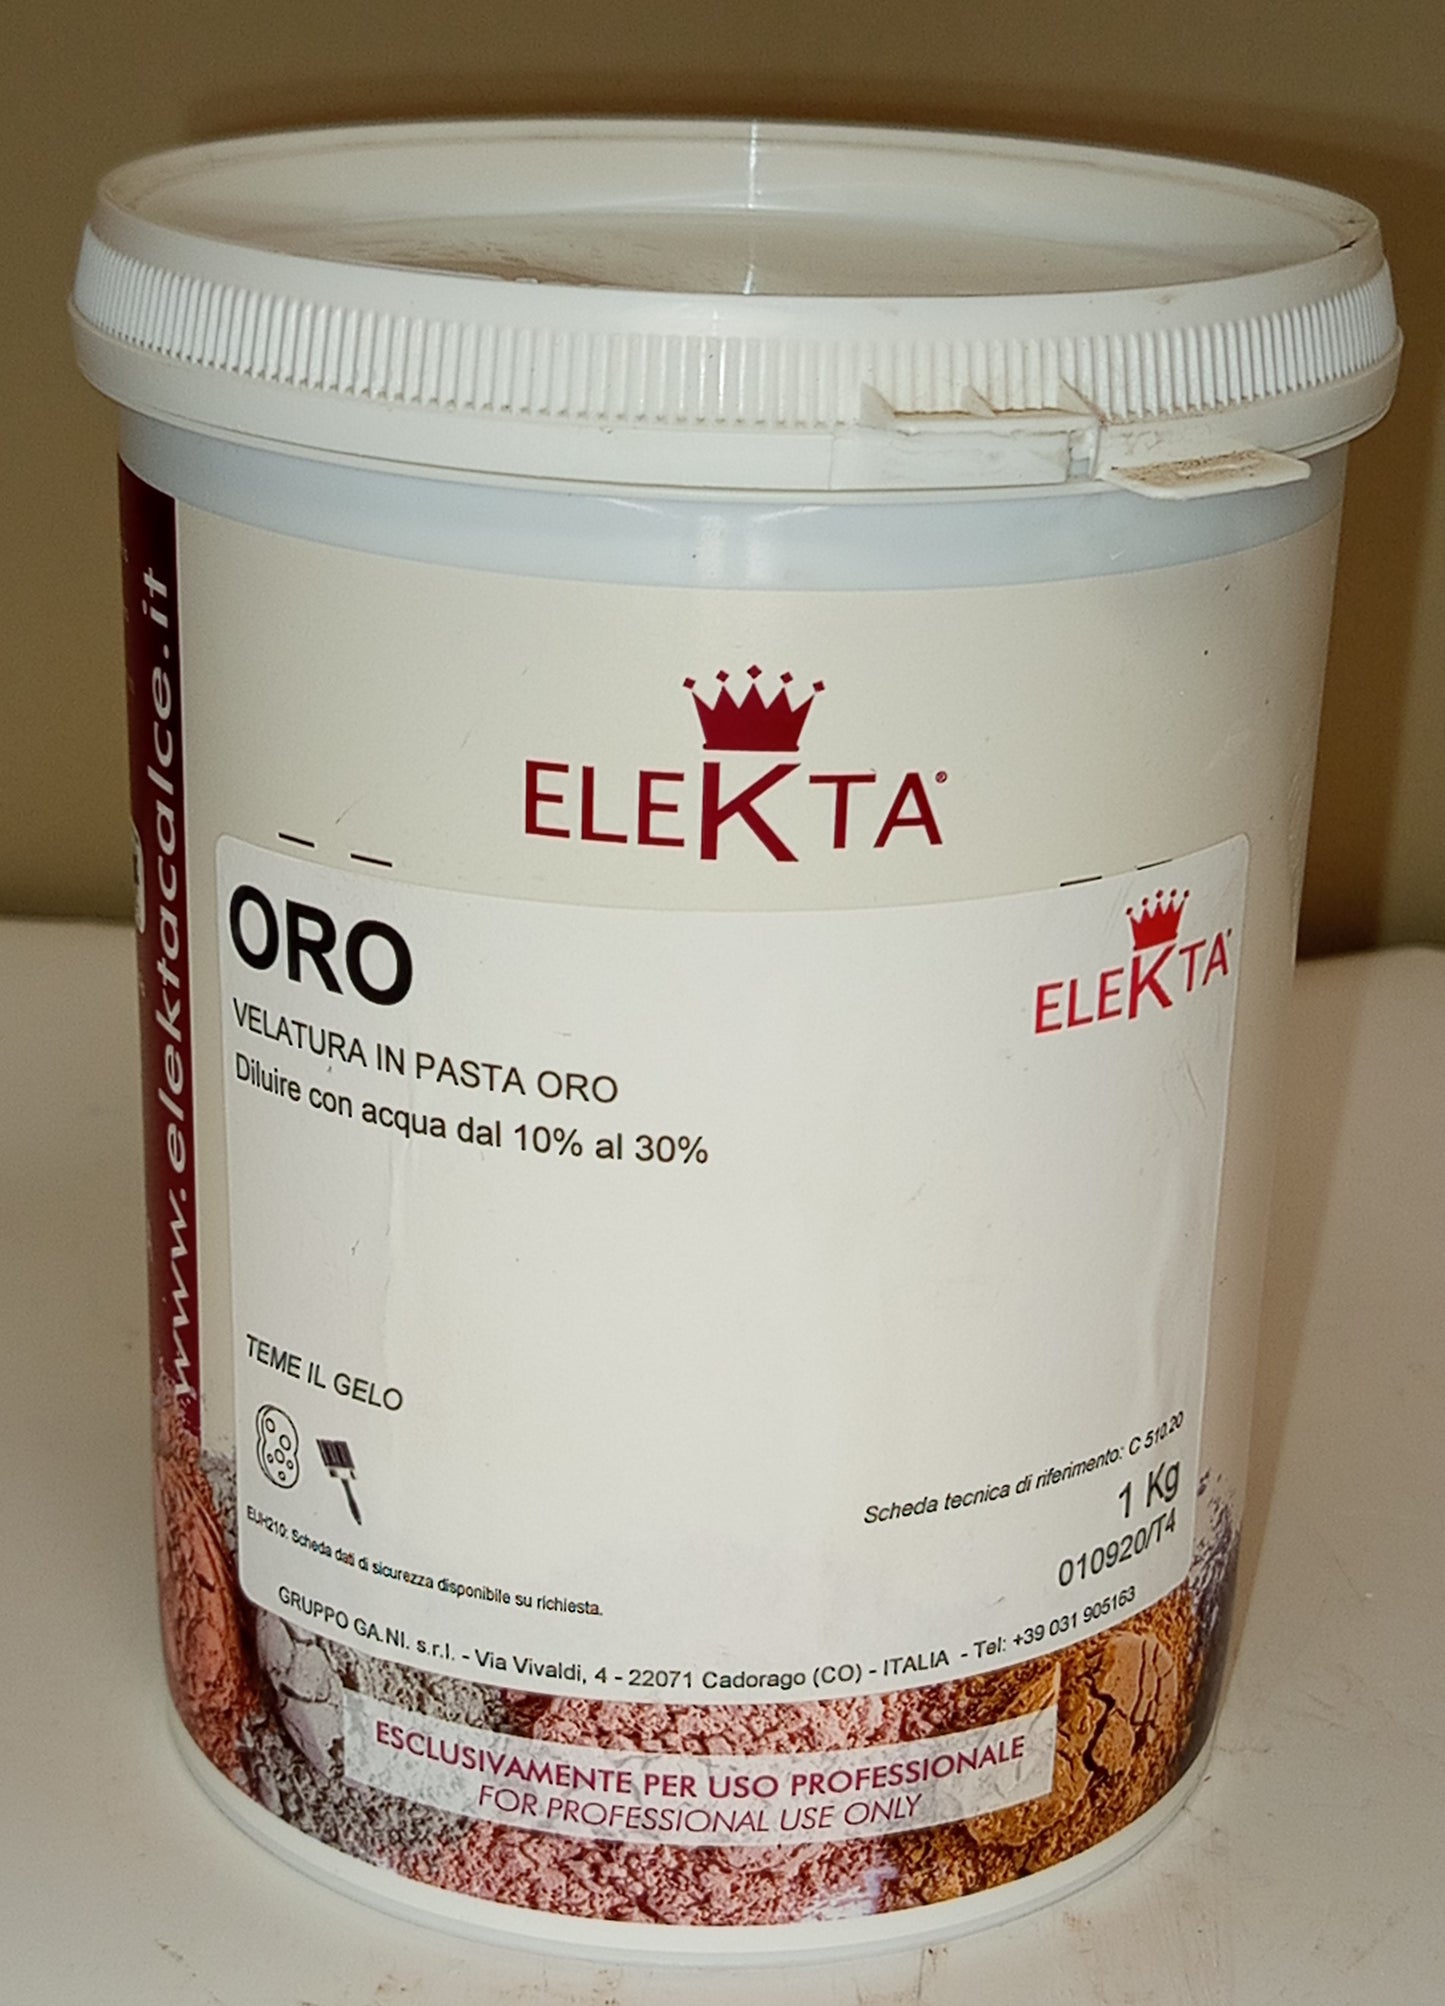 ELEKTA®
www.elektacalce.it
ORO
ELEKTA
VELATURA IN PASTA ORO
Diluire con acqua dal 10% al 30%
TEME IL GELO
Scheda tecnica di riferimento: C 510.20
1 Kg
010920/T4
EUH210: Scheda dati di sicurezza disponibile su richiesta.
GRUPPO GA.NI. s.r.l. - Via Vivaldi, 4 - 22071 Cadorago (CO) - ITALIA - Tel: +39 031 905163
ESCLUSIVAMENTE PER USO PROFESSIONALE
FOR PROFESSIONAL USE ONLY